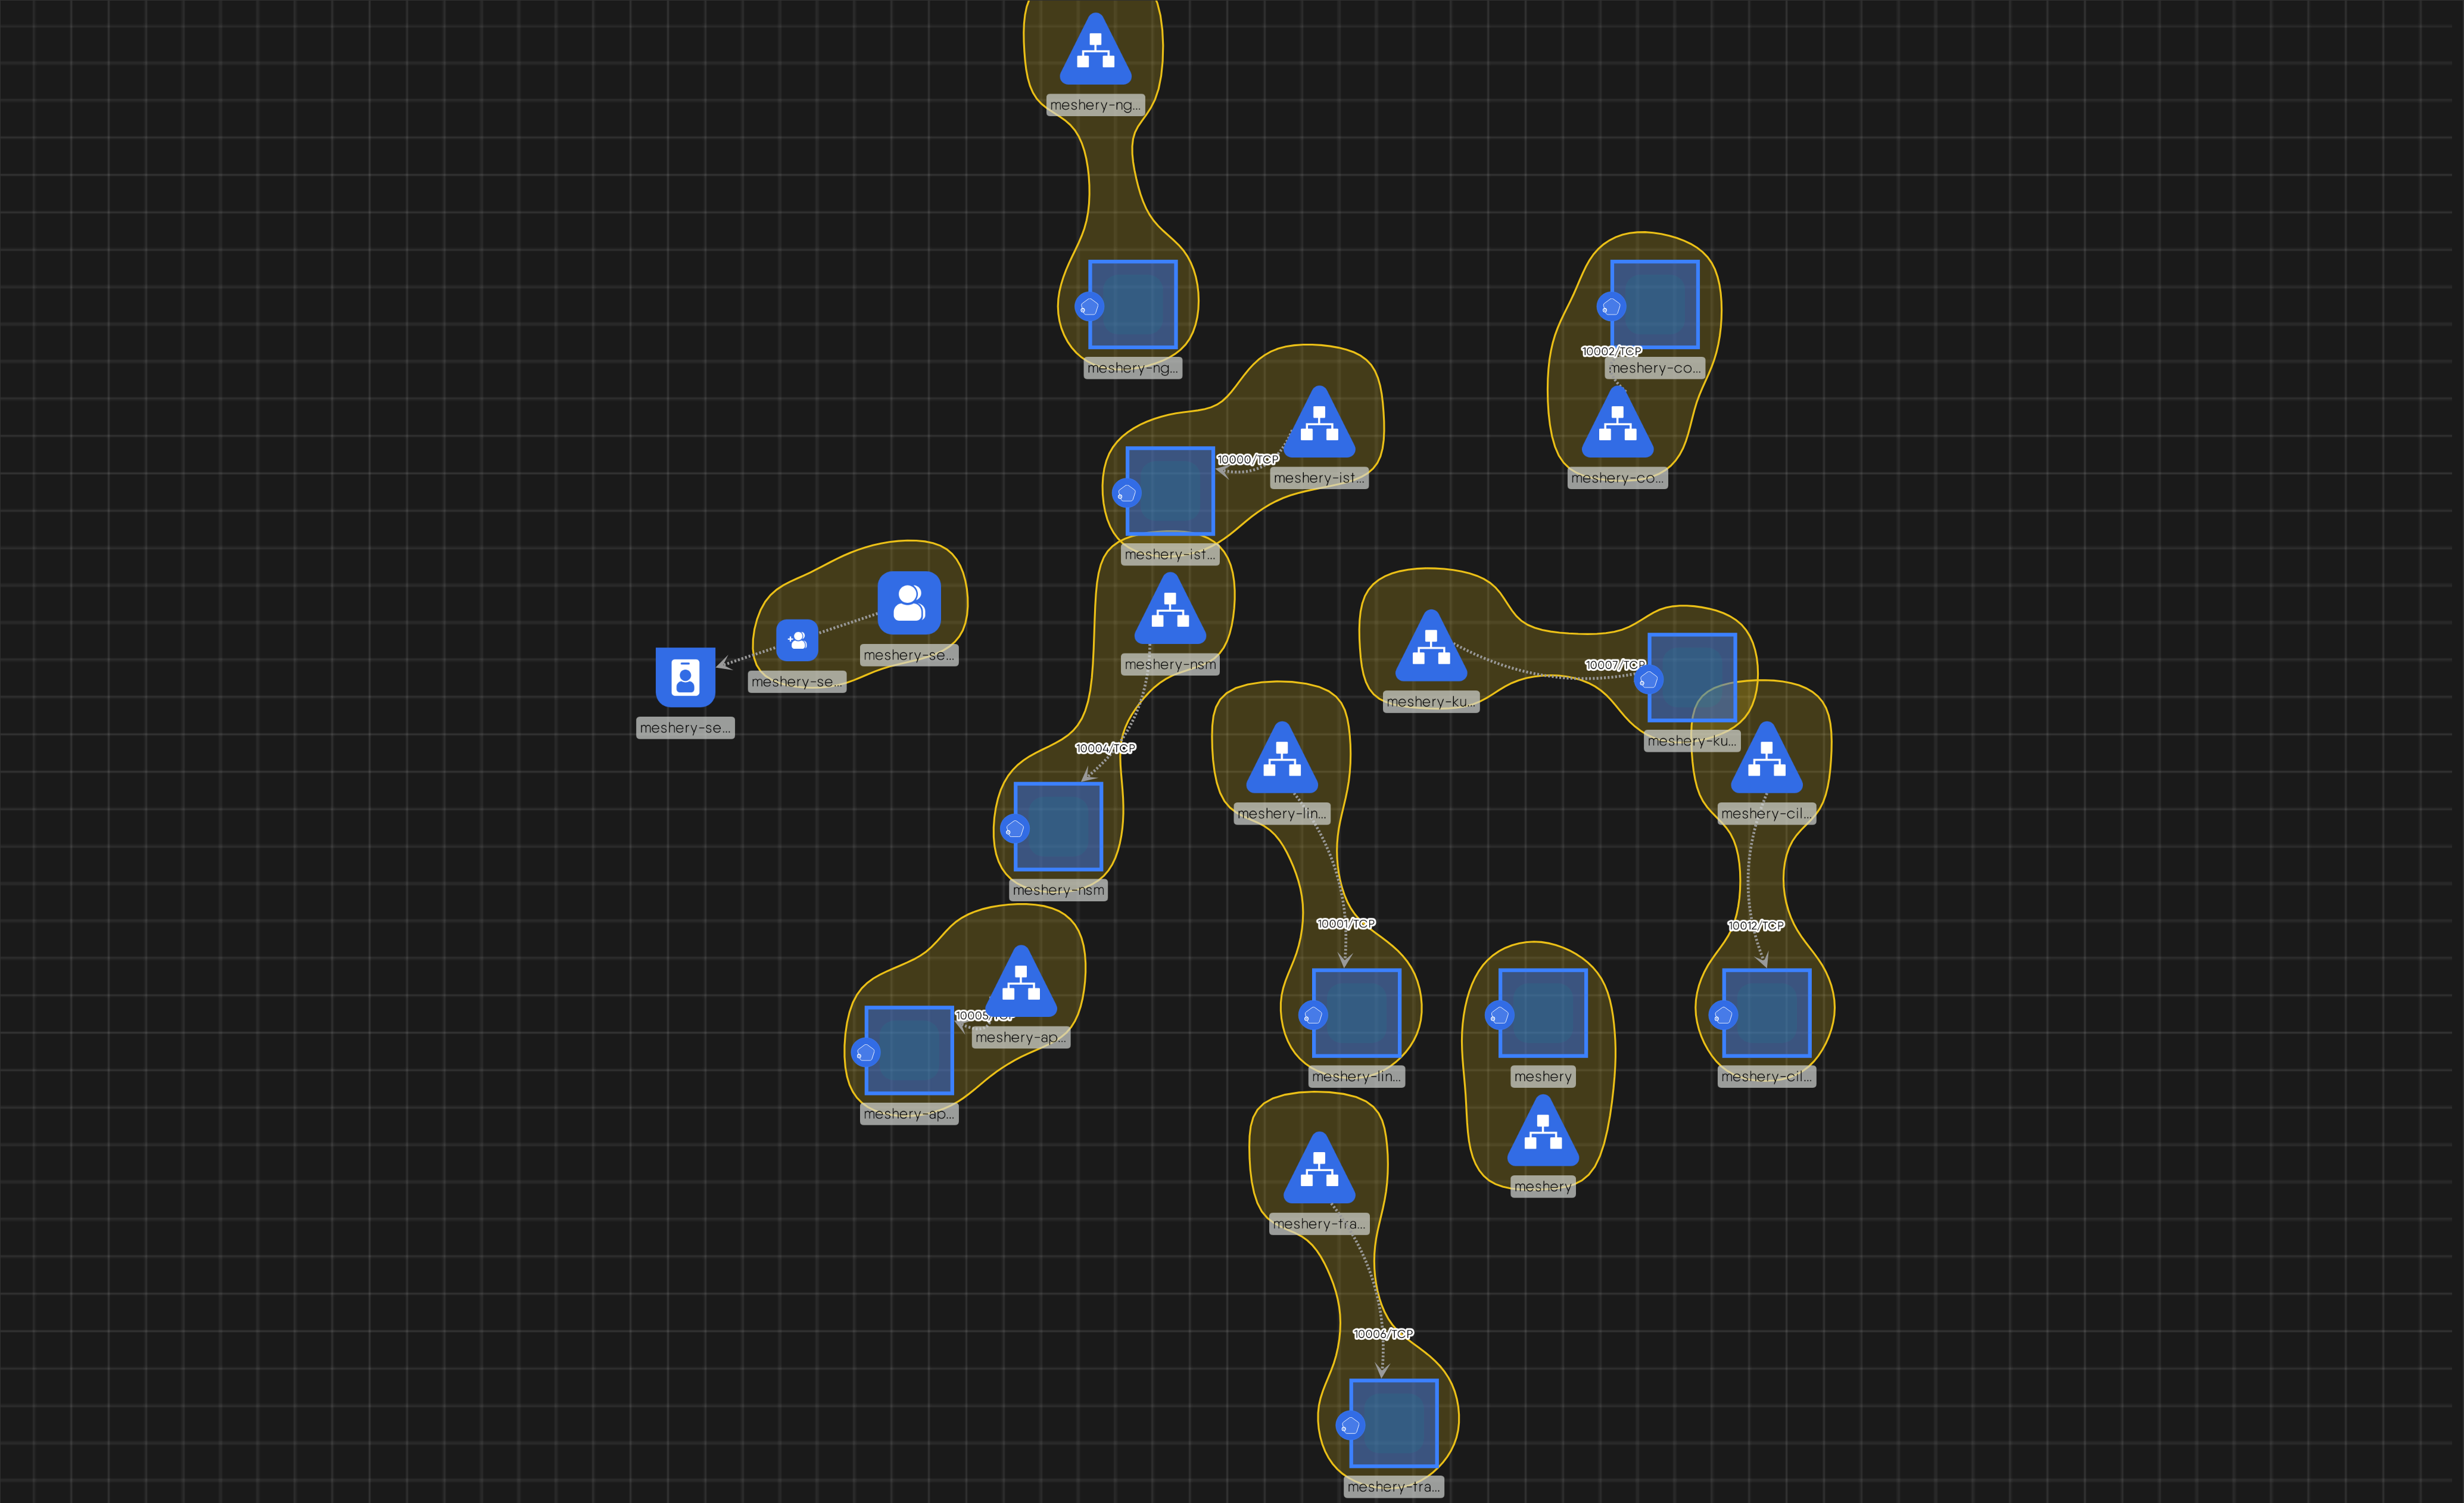 meshery-ng...
meshery-ng...
10002/TCP
meshery-co...
meshery-co...
10000/TCP
meshery-ist...
meshery-ist...
meshery-se...
meshery-se...
meshery-se...
meshery-nsm
10004/TCP
meshery-nsm
10007/TCP
meshery-ku...
meshery-ku...
meshery-lin...
10001/TCP
meshery-lin...
meshery-cil...
10012/TCP
meshery-cil...
meshery-ap...
meshery-ap...
meshery
meshery
meshery-tra...
10006/TCP
meshery-tra...